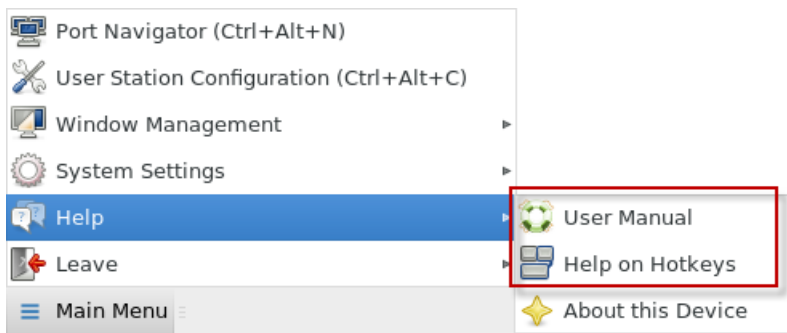 Port Navigator (Ctrl+Alt+N)
User Station Configuration (Ctrl+Alt+C)
Window Management
System Settings
Help
User Manual
Leave
Help on Hotkeys
Main Menu
About this Device